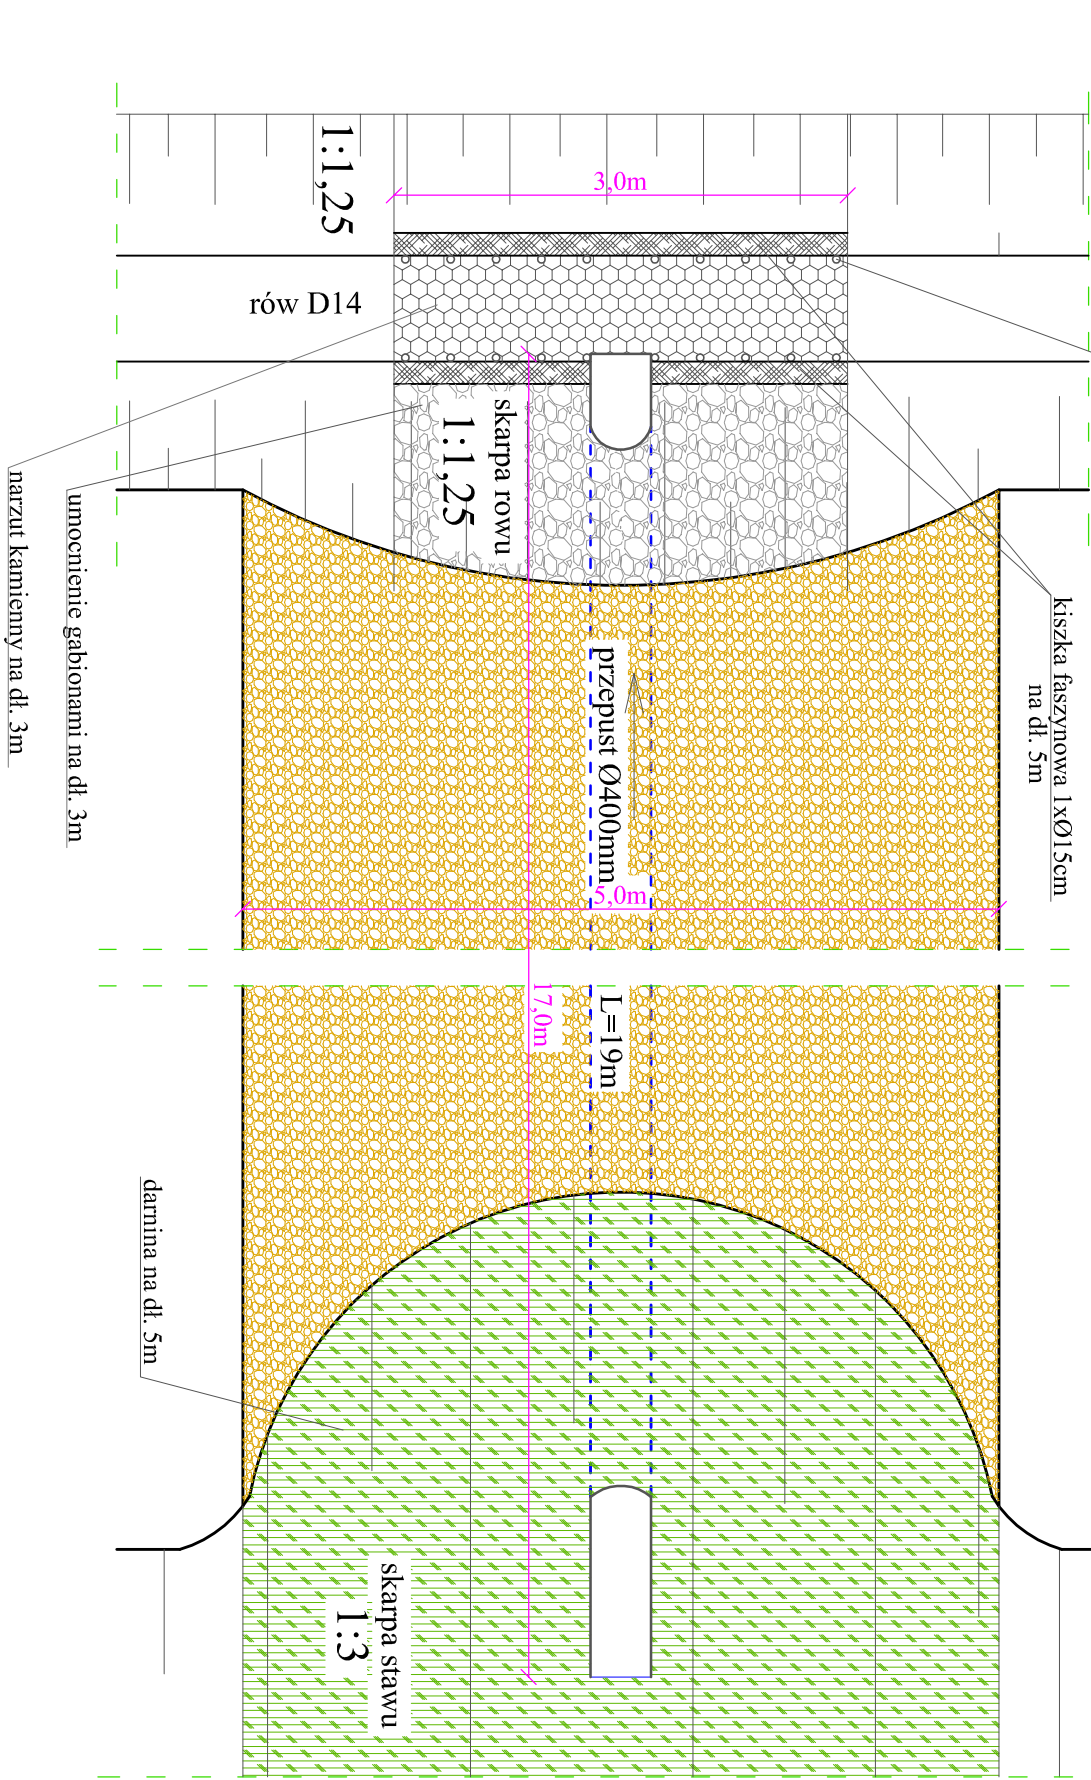 1:1,25
3,0m
rów D14
skarpa rowu
1:1,25
narzut kamienny na dł. 3m
umocnienie gabionami na dł. 3m
kiszka faszynowa 1xØ15cm
na dł. 5m
przepust Ø400mm
5,0m
17,0m
L=19m
darnina na dł. 5m
skarpa stawu
1:3